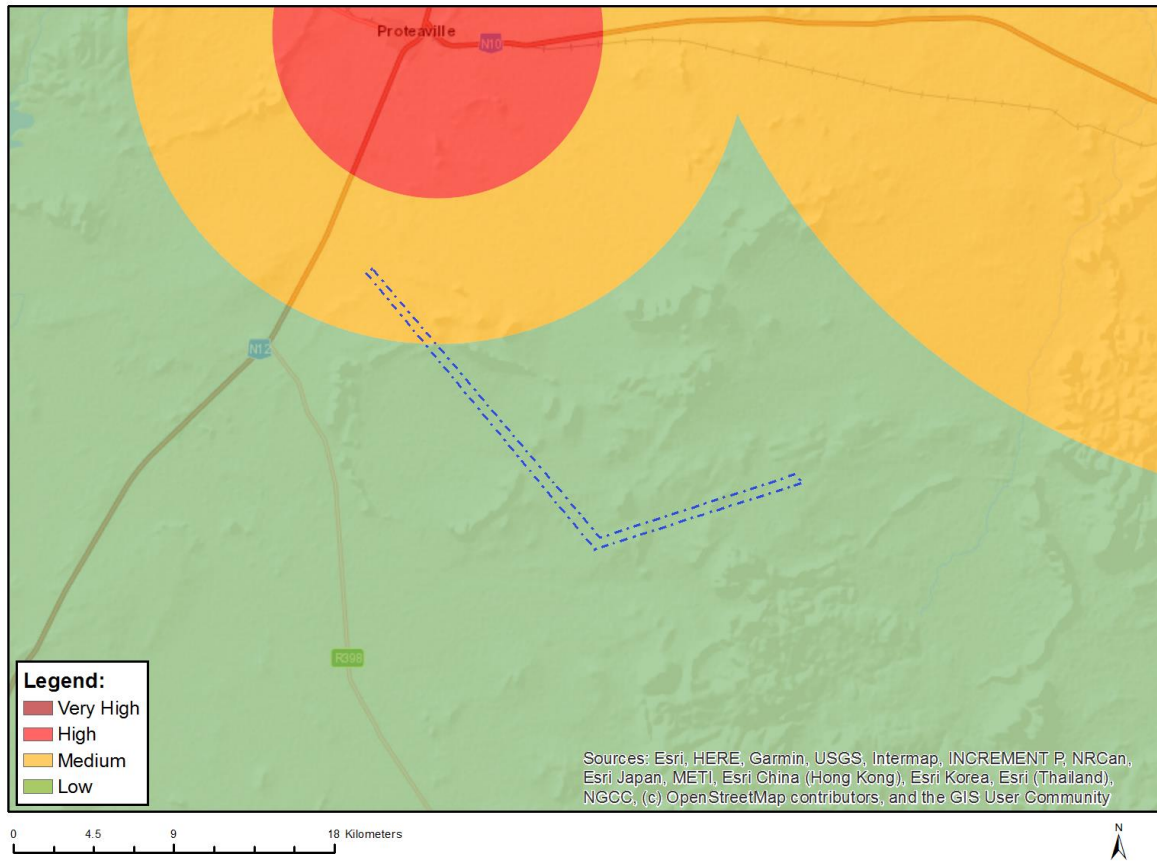 Proteaville
N10
N12
R398
Legend:
Very High
High
Medium
Low
Sources: Esri, HERE, Garmin, USGS, Intermap, INCREMENT P, NRCan,
Esri Japan, METI, Esri China (Hong Kong), Esri Korea, Esri (Thailand),
NGCC, (c) OpenStreetMap contributors, and the GIS User Community
0 4.5 9 18 Kilometers
N